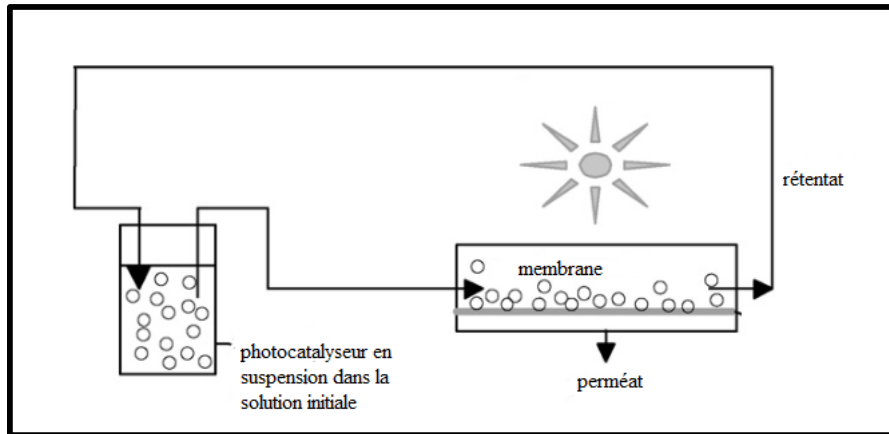 rétentat
membrane
photocatalyseur en
suspension dans la
solution initiale
perméat